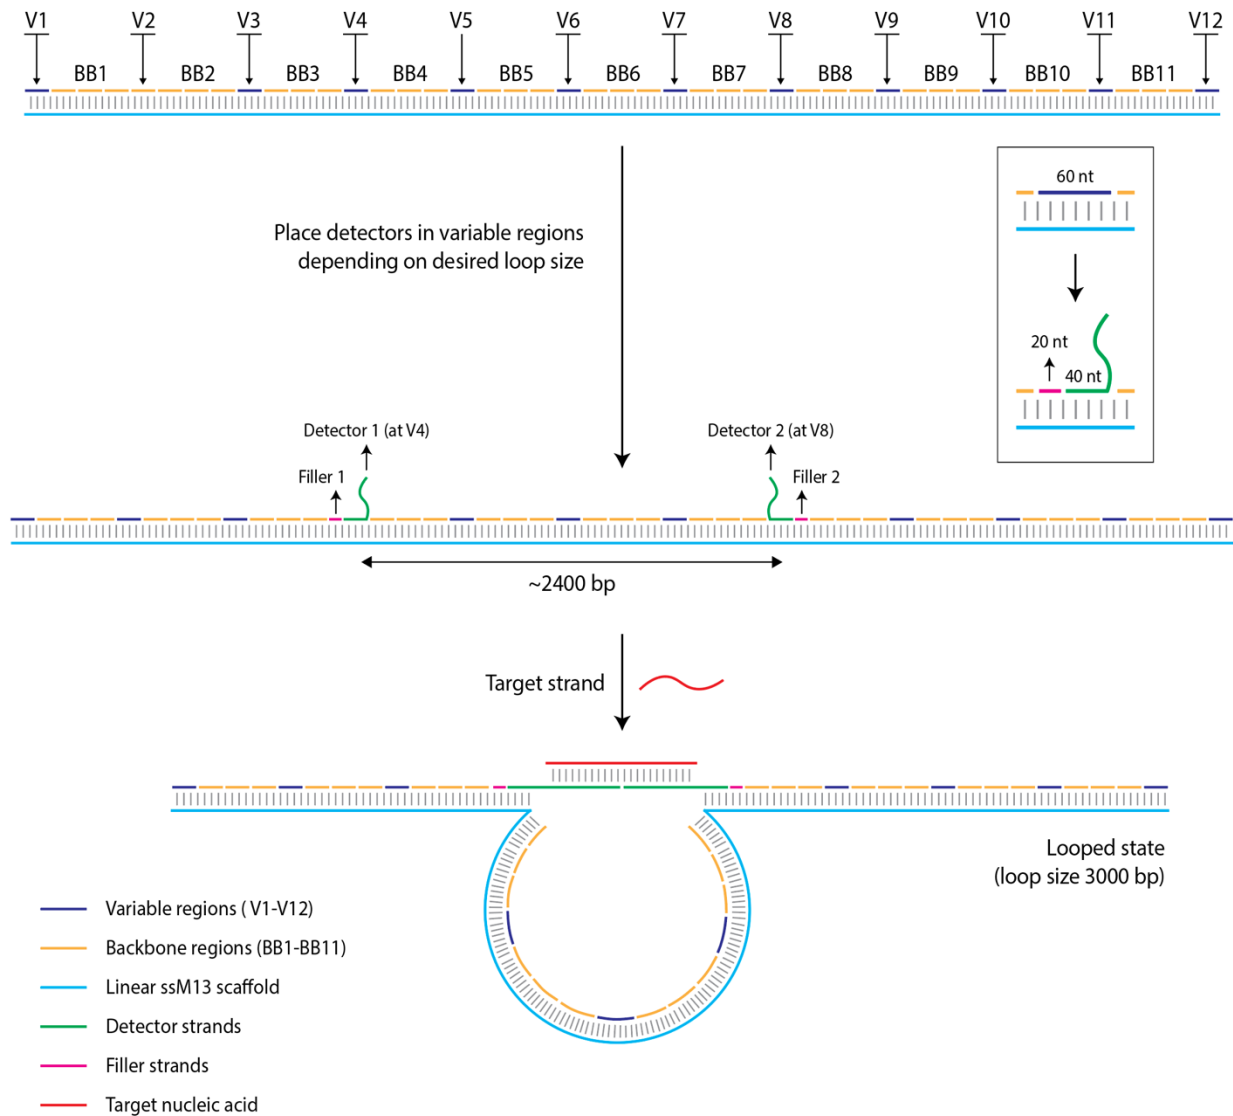 V1 V2 V3 V4 V5 V6 V7 V8 V9 V10 V11 V12
BB1 BB2 BB3 BB4 BB5 BB6 BB7 BB8 BB9 BB10 BB11
Place detectors in variable regions
depending on desired loop size
60 nt
20 nt
40 nt
Detector 1 (at V4)
Detector 2 (at V8)
Filler 1
Filler 2
~2400 bp
Target strand
Looped state
(loop size 3000 bp)
Variable regions ( V1-V12)
Backbone regions (BB1-BB11)
Linear ssM13 scaffold
Detector strands
Filler strands
Target nucleic acid